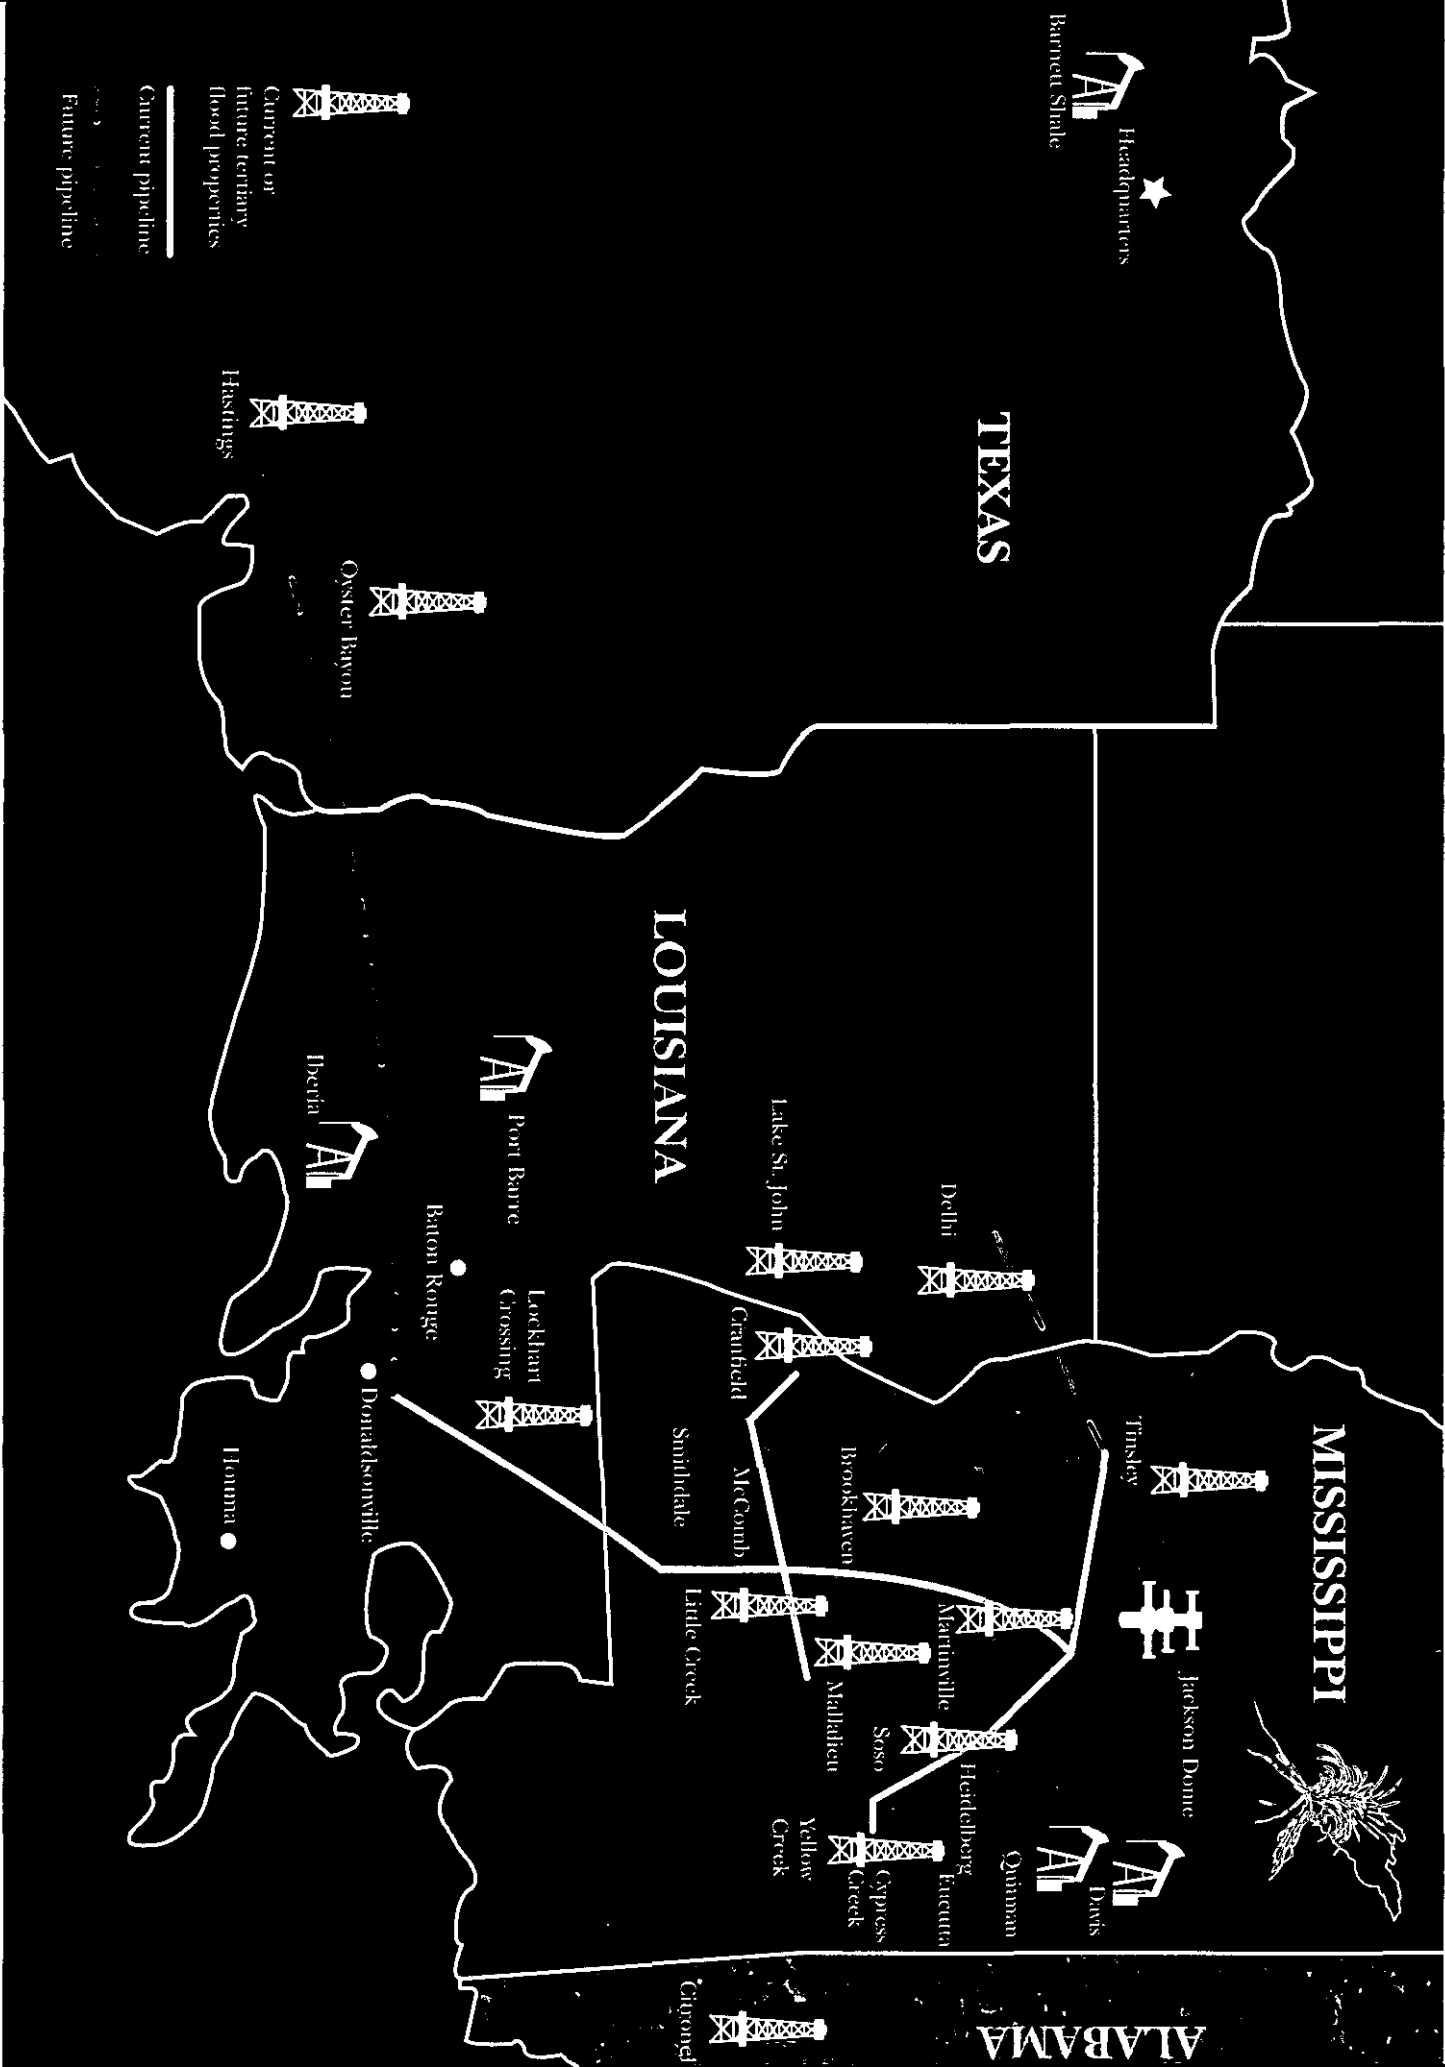 Barnett Shale
Headquarters
TEXAS
Current or
future tertiary
flood properties
Current pipeline
Future pipeline
Hastings
Oyster Bayou
LOUISIANA
Port Barre
Iberia
Baton Rouge
Lockhart
Crossing
Donaldsonville
Houma
Lake St. John
Delhi
Cranfield
Smithdale
McComb
Brookhaven
Tinsley
MISSISSIPPI
Jackson Dome
Little Creek
Mallalieu
Martinville
Soso
Heidelberg
Eucutta
Cypress
Creek
Yellow
Creek
Quitman
Davis
ALABAMA
Citronel